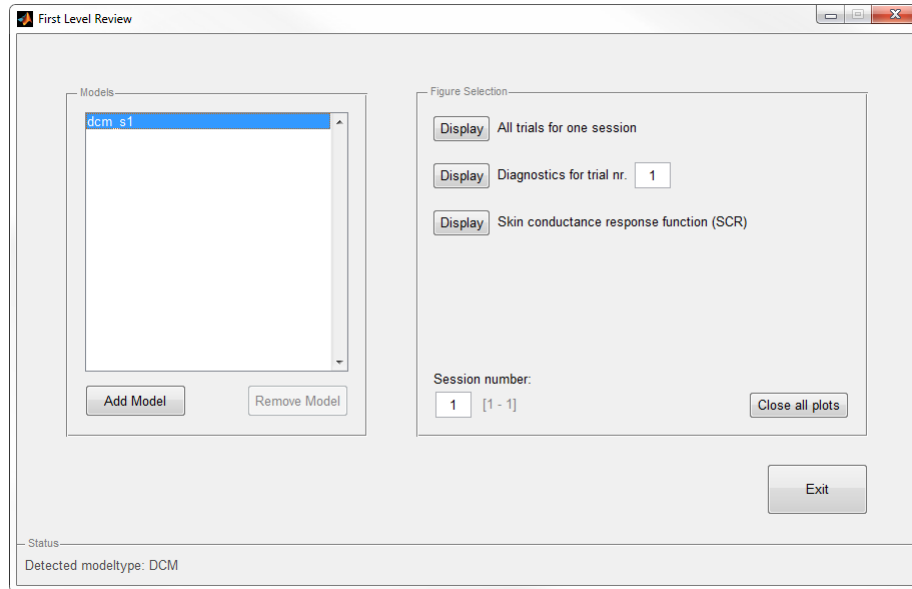 First Level Review
Models
dcm_s1
Add Model
Remove Model
Figure Selection
Display All trials for one session
Display Diagnostics for trial nr. 1
Display Skin conductance response function (SCR)
Session number:
1 [1 - 1]
Close all plots
Exit
Status
Detected modeltype: DCM